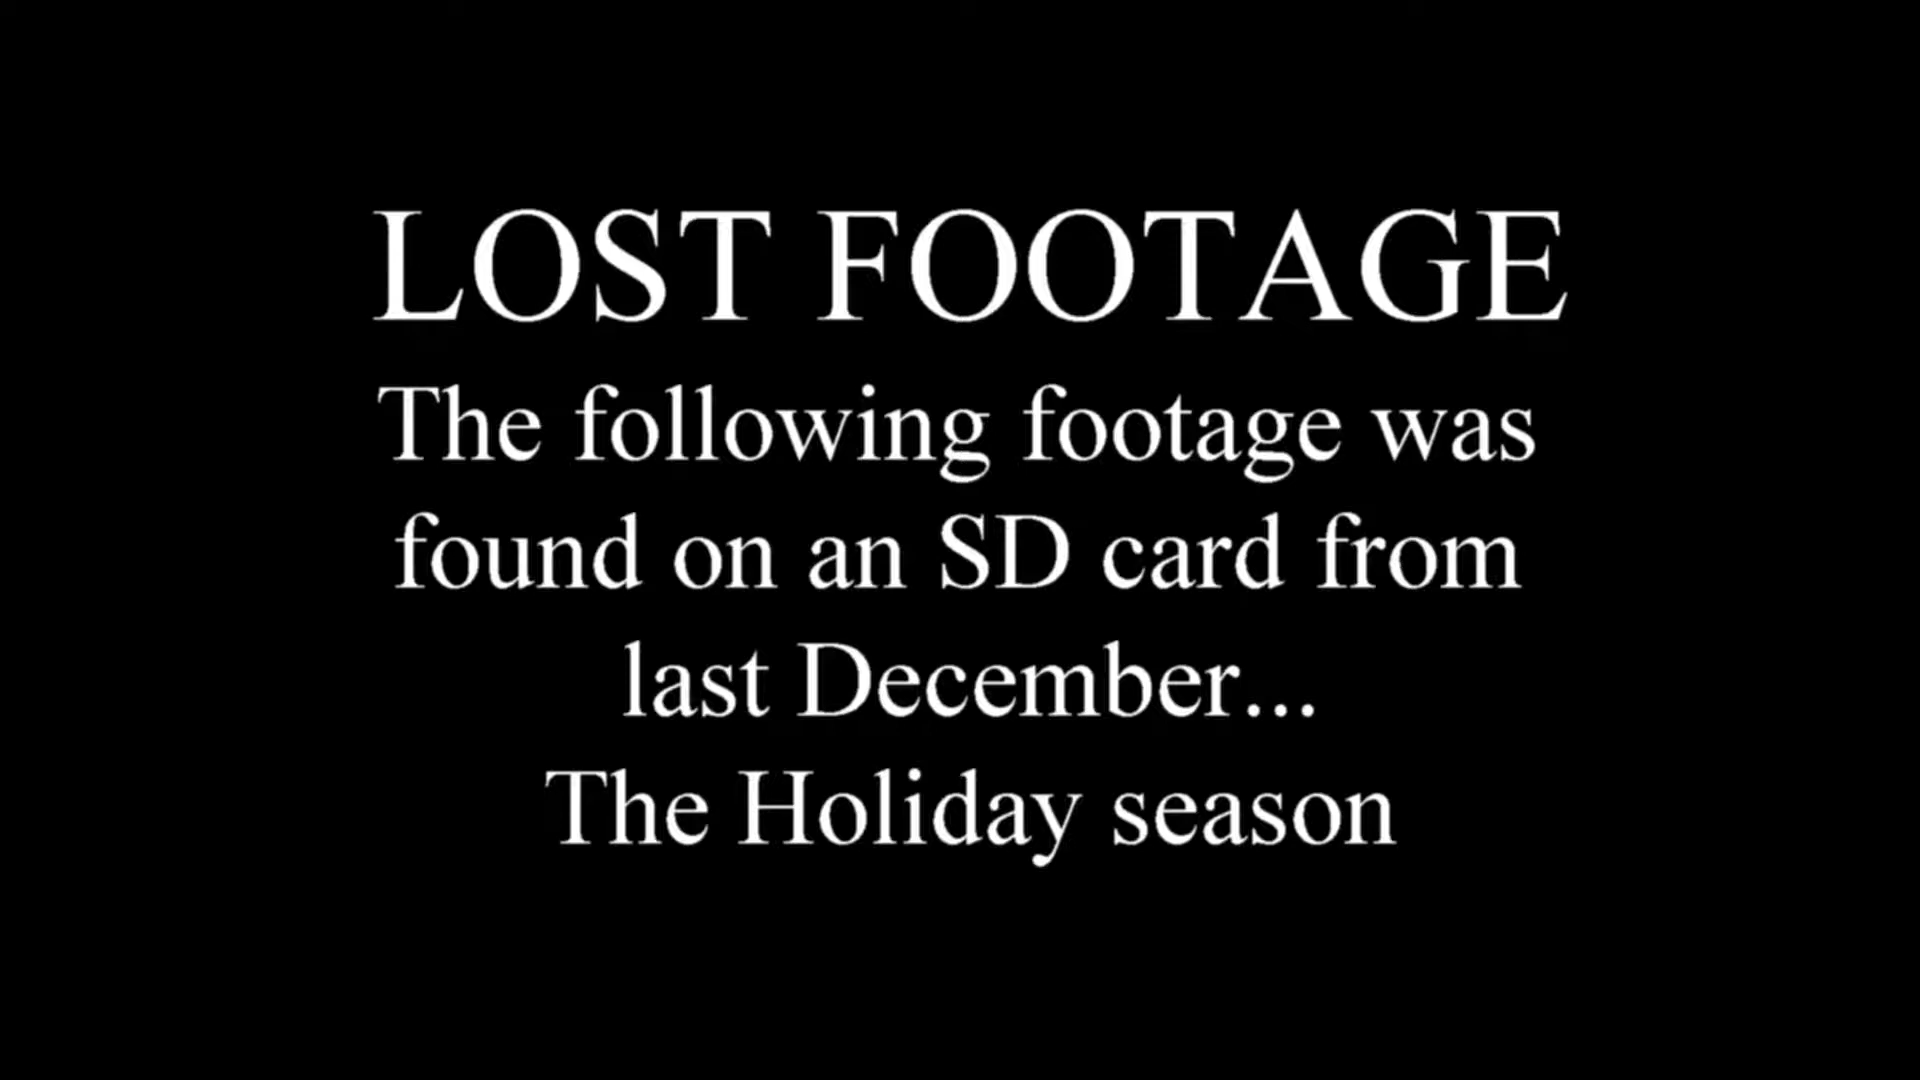 LOST FOOTAGE
The following footage was
found on an SD card from
last December...
The Holiday season